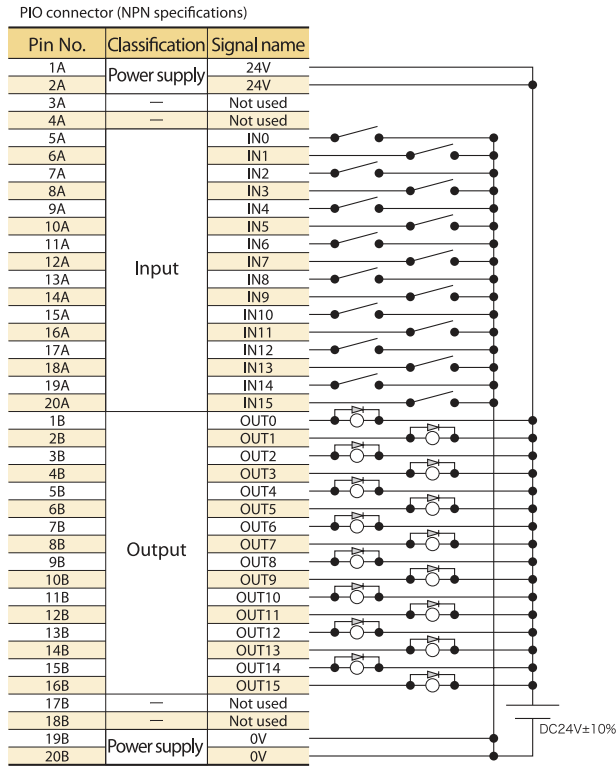 PIO connector (NPN specifications)
Pin No. Classification Signal name
1A Power supply 24V
2A 24V
3A — Not used
4A — Not used
5A Input IN0
6A IN1
7A IN2
8A IN3
9A IN4
10A IN5
11A IN6
12A IN7
13A IN8
14A IN9
15A IN10
16A IN11
17A IN12
18A IN13
19A IN14
20A IN15
1B Output OUT0
2B OUT1
3B OUT2
4B OUT3
5B OUT4
6B OUT5
7B OUT6
8B OUT7
9B OUT8
10B OUT9
11B OUT10
12B OUT11
13B OUT12
14B OUT13
15B OUT14
16B OUT15
17B — Not used
18B — Not used
DC24V±10%
19B Power supply 0V
20B 0V